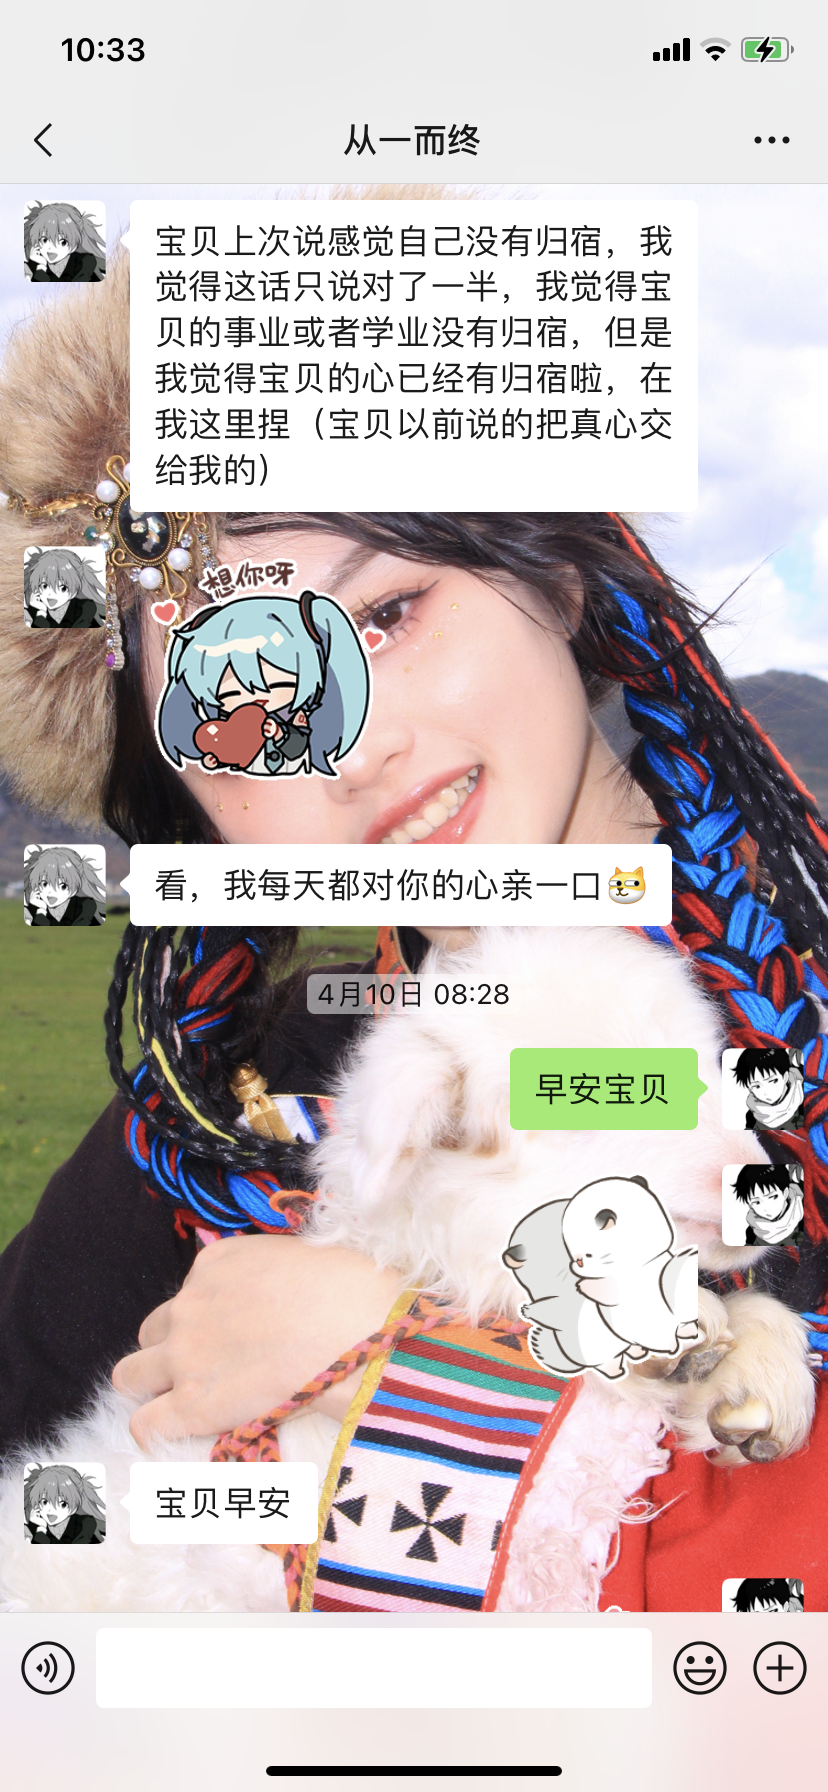 10:33
从一而终
宝贝上次说感觉自己没有归宿，我
觉得这话只说对了一半，我觉得宝
贝的事业或者学业没有归宿，但是
我觉得宝贝的心已经有归宿啦，在
我这里捏（宝贝以前说的把真心交
给我的）
想你呀
看，我每天都对你的心亲一口
4月10日 08:28
早安宝贝
宝贝早安